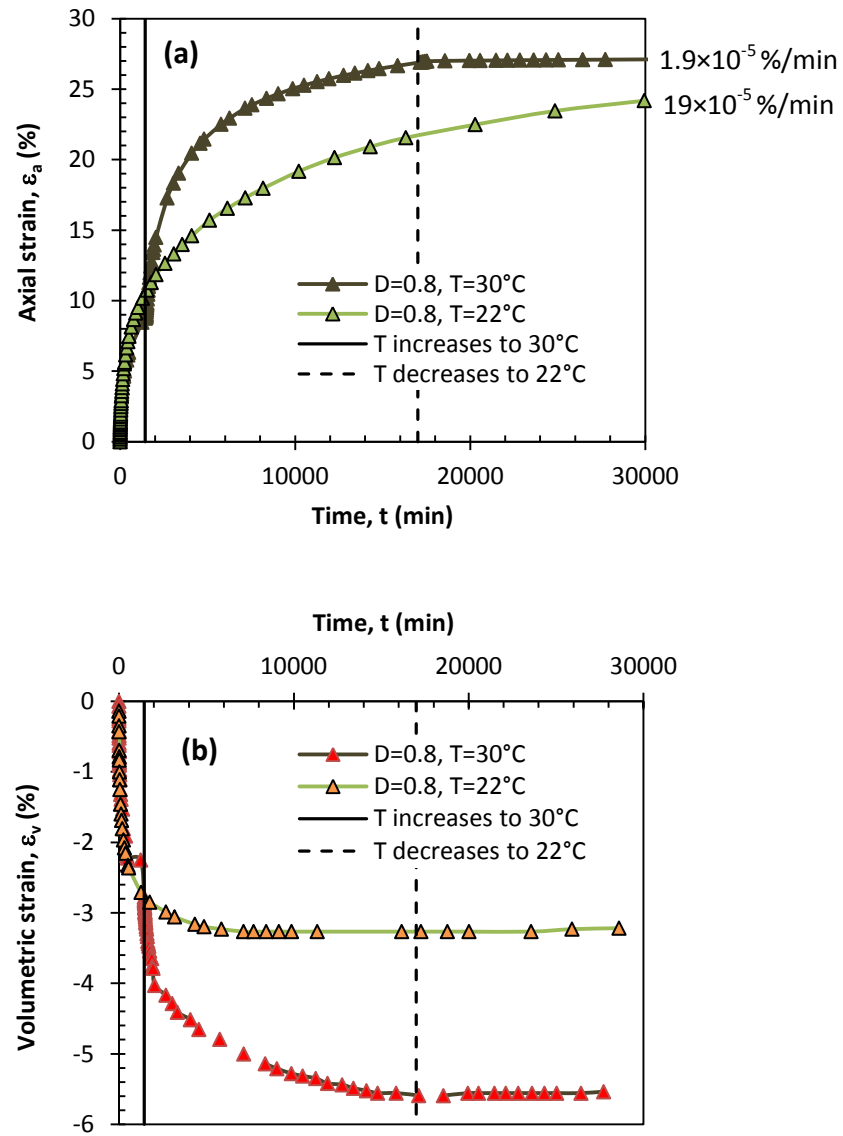 (a)
30
25
20
15
10
5
0
Axial strain, εa (%)
1.9×10⁻⁵ %/min
19×10⁻⁵ %/min
D=0.8, T=30°C
D=0.8, T=22°C
T increases to 30°C
T decreases to 22°C
0 10000 20000 30000
Time, t (min)
Time, t (min)
0 10000 20000 30000
(b)
0
-1
-2
-3
-4
-5
-6
Volumetric strain, εv (%)
D=0.8, T=30°C
D=0.8, T=22°C
T increases to 30°C
T decreases to 22°C